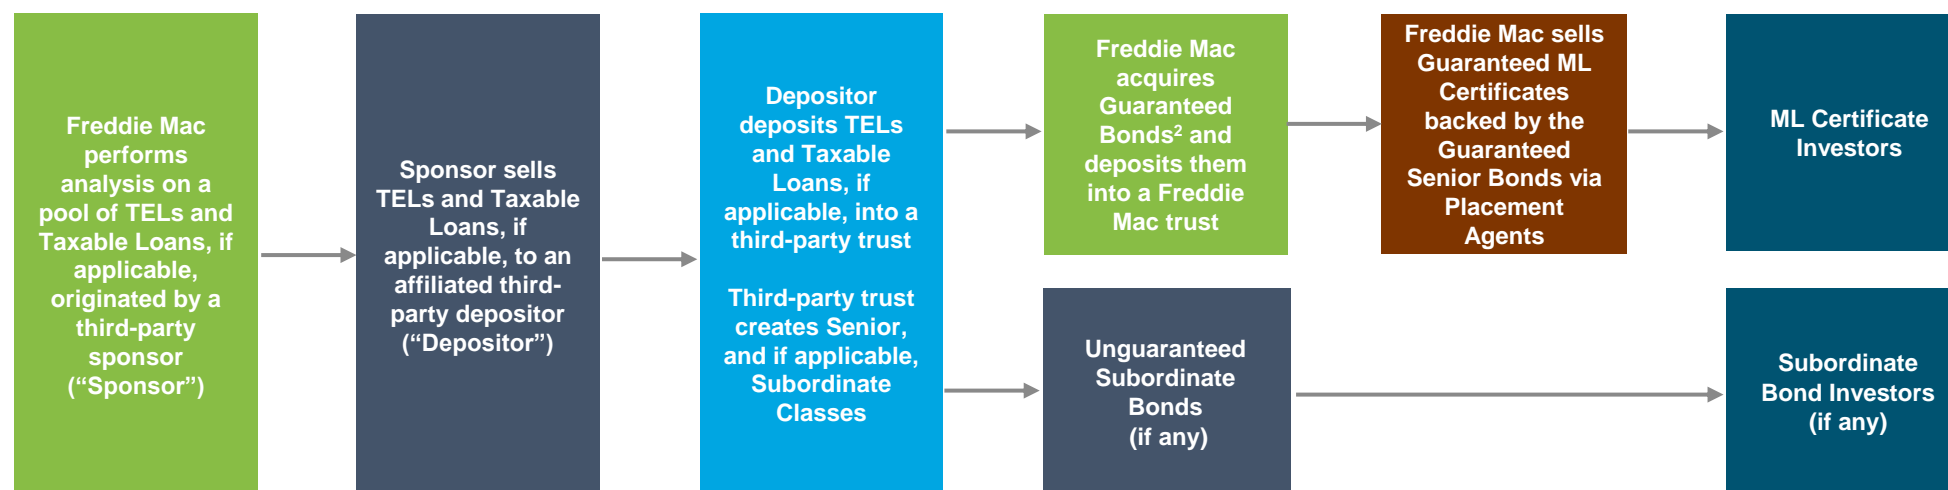 Freddie Mac
performs
analysis on a
pool of TELs and
Taxable Loans, if
applicable,
originated by a
third-party
sponsor
(“Sponsor”)
Sponsor sells
TELs and Taxable
Loans, if
applicable, to an
affiliated third-
party depositor
(“Depositor”)
Depositor
deposits TELs
and Taxable
Loans, if
applicable, into a
third-party trust
Third-party trust
creates Senior,
and if applicable,
Subordinate
Classes
Freddie Mac
acquires
Guaranteed
Bonds² and
deposits them
into a Freddie
Mac trust
Freddie Mac sells
Guaranteed ML
Certificates
backed by the
Guaranteed
Senior Bonds via
Placement
Agents
ML Certificate
Investors
Unguaranteed
Subordinate
Bonds
(if any)
Subordinate
Bond Investors
(if any)